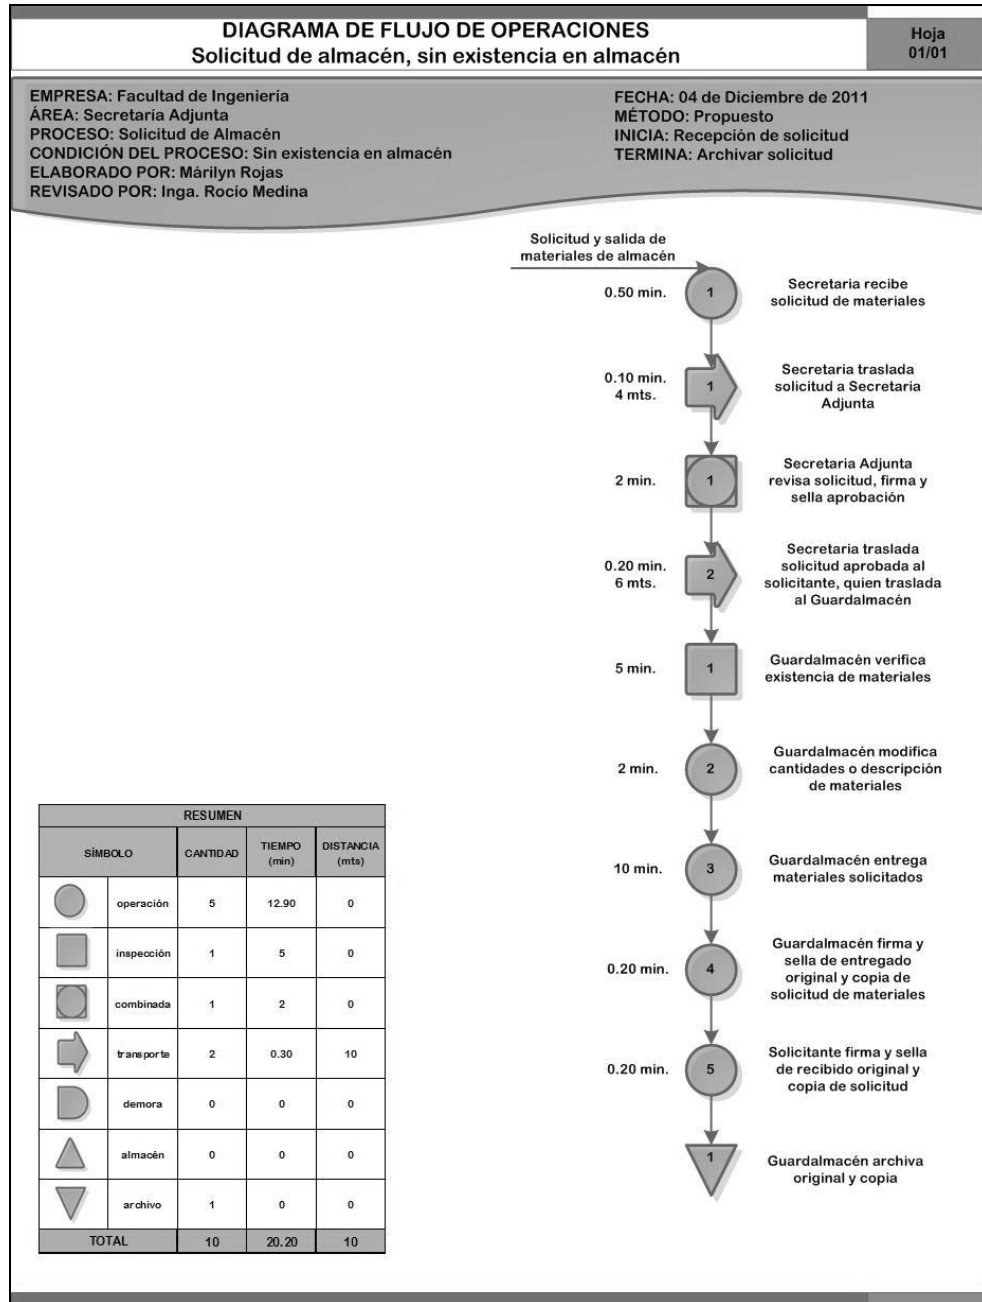 DIAGRAMA DE FLUJO DE OPERACIONES
Solicitud de almacén, sin existencia en almacén
Hoja
01/01
EMPRESA: Facultad de Ingeniería
ÁREA: Secretaría Adjunta
PROCESO: Solicitud de Almacén
CONDICIÓN DEL PROCESO: Sin existencia en almacén
ELABORADO POR: Márilyn Rojas
REVISADO POR: Inga. Rocío Medina
FECHA: 04 de Diciembre de 2011
MÉTODO: Propuesto
INICIA: Recepción de solicitud
TERMINA: Archivar solicitud
Solicitud y salida de
materiales de almacén
0.50 min.
1
Secretaria recibe
solicitud de materiales
0.10 min.
4 mts.
1
Secretaria traslada
solicitud a Secretaria
Adjunta
2 min.
1
Secretaria Adjunta
revisa solicitud, firma y
sella aprobación
0.20 min.
6 mts.
2
Secretaria traslada
solicitud aprobada al
solicitante, quien traslada
al Guardalmacén
5 min.
1
Guardalmacén verifica
existencia de materiales
2 min.
2
Guardalmacén modifica
cantidades o descripción
de materiales
10 min.
3
Guardalmacén entrega
materiales solicitados
0.20 min.
4
Guardalmacén firma y
sella de entregado
original y copia de
solicitud de materiales
0.20 min.
5
Solicitante firma y sella
de recibido original y
copia de solicitud
1
Guardalmacén archiva
original y copia
RESUMEN
SÍMBOLO CANTIDAD TIEMPO (min) DISTANCIA (mts)
operación 5 12.90 0
inspección 1 5 0
combinada 1 2 0
transporte 2 0.30 10
demora 0 0 0
almacén 0 0 0
archivo 1 0 0
TOTAL 10 20.20 10